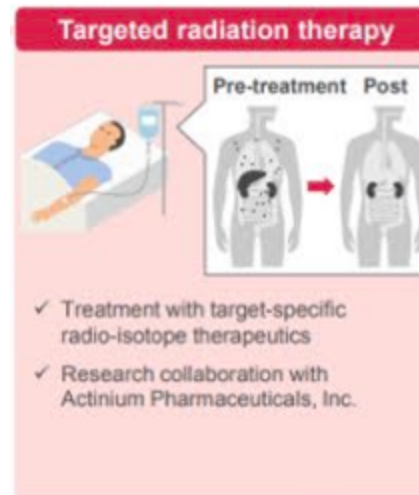 Targeted radiation therapy
Pre-treatment Post
✓ Treatment with target-specific
radio-isotope therapeutics
✓ Research collaboration with
Actinium Pharmaceuticals, Inc.